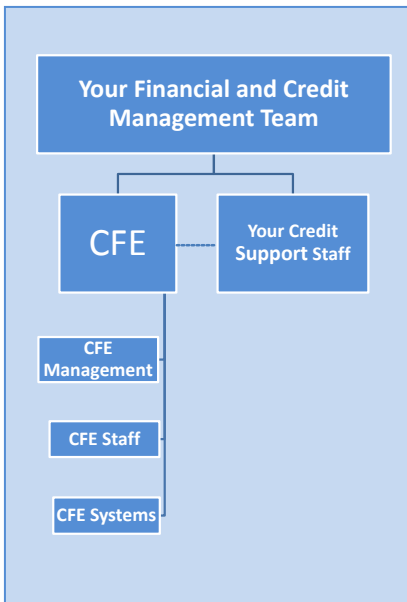 Your Financial and Credit
Management Team
CFE
Your Credit
Support Staff
CFE
Management
CFE Staff
CFE Systems